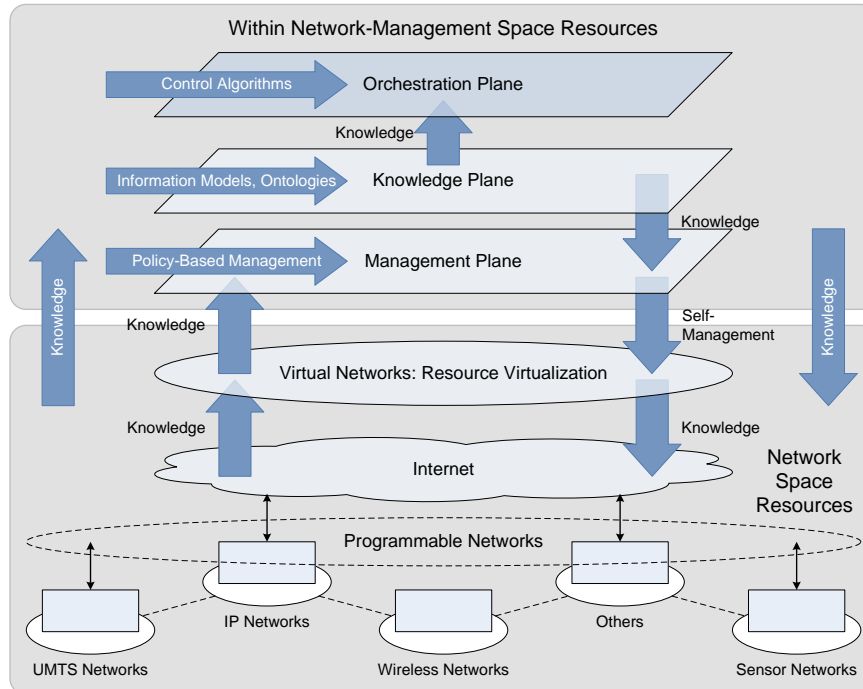 Within Network-Management Space Resources
Control Algorithms
Orchestration Plane
Knowledge
Information Models, Ontologies
Knowledge Plane
Knowledge
Policy-Based Management
Management Plane
Knowledge
Knowledge
Knowledge
Self-
Management
Virtual Networks: Resource Virtualization
Knowledge
Knowledge
Internet
Network
Space
Resources
Programmable Networks
IP Networks
Others
UMTS Networks
Wireless Networks
Sensor Networks